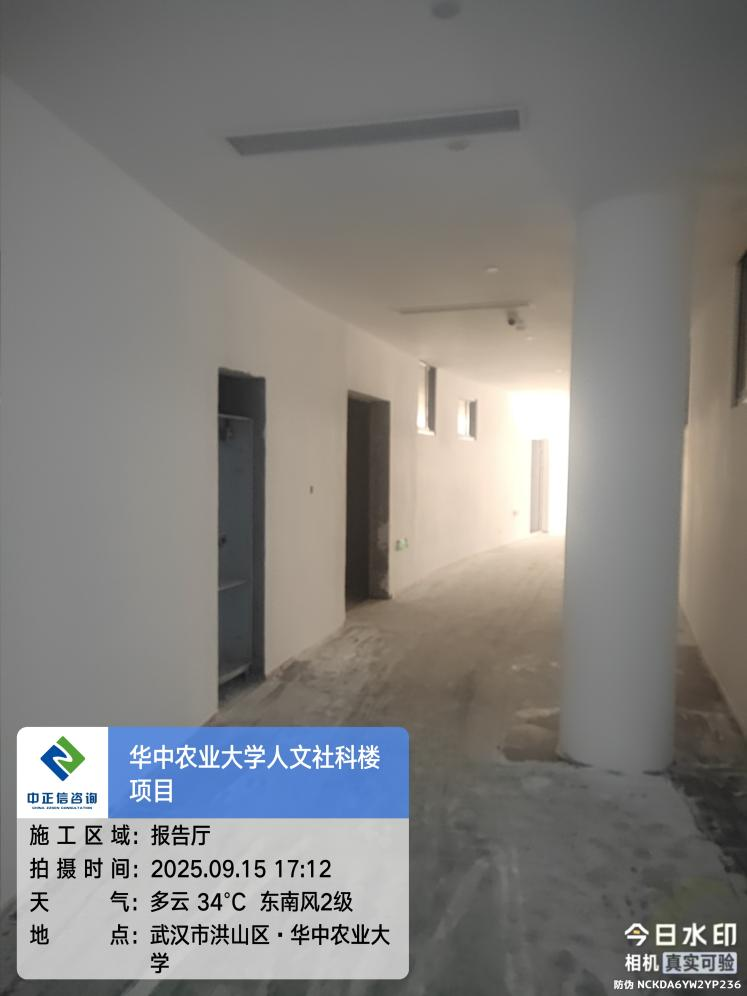 中正信咨询
华中农业大学人文社科楼
项目
施工区域：报告厅
拍摄时间：2025.09.15 17:12
天气：多云 34℃ 东南风2级
地点：武汉市洪山区·华中农业大
学
今日水印
相机真实可验
防伪 NCKDA6YW2YP236